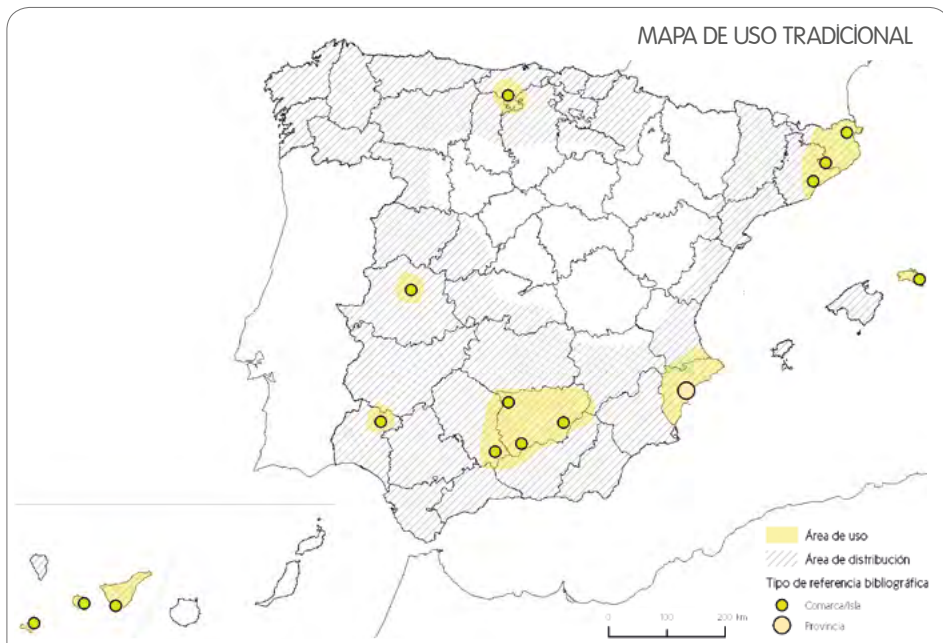 MAPA DE USO TRADICIONAL
Área de uso
Área de distribución
Tipo de referencia bibliográfica
Comarca/Isla
Provincia
0 100 200 km